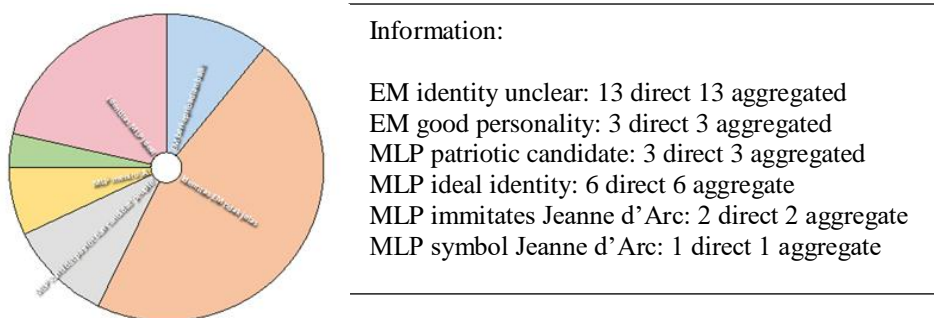 Information:
EM identity unclear: 13 direct 13 aggregated
EM good personality: 3 direct 3 aggregated
MLP patriotic candidate: 3 direct 3 aggregated
MLP ideal identity: 6 direct 6 aggregate
MLP immitates Jeanne d’Arc: 2 direct 2 aggregate
MLP symbol Jeanne d’Arc: 1 direct 1 aggregate